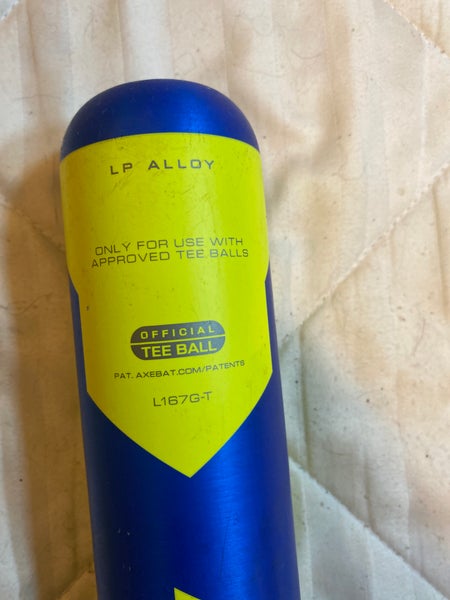 LP ALLOY
ONLY FOR USE WITH
APPROVED TEE BALLS
OFFICIAL
TEE BALL
PAT. AXEBAT.COM/PATENTS
L167G-T